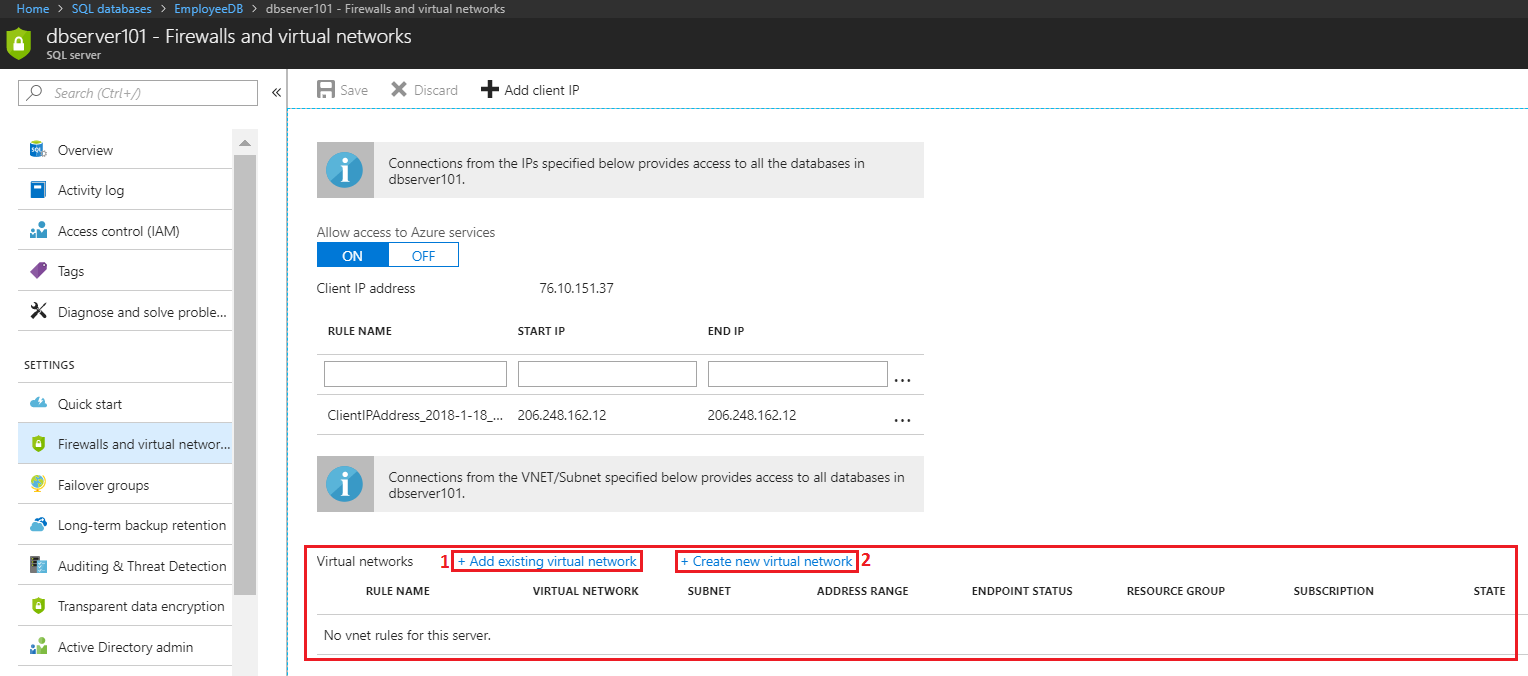 Home > SQL databases > EmployeeDB > dbserver101 - Firewalls and virtual networks
dbserver101 - Firewalls and virtual networks
SQL server
Search (Ctrl+/)
«
Overview
Activity log
Access control (IAM)
Tags
Diagnose and solve proble...
SETTINGS
Quick start
Firewalls and virtual networ...
Failover groups
Long-term backup retention
Auditing & Threat Detection
Transparent data encryption
Active Directory admin
Save Discard Add client IP
Connections from the IPs specified below provides access to all the databases in
dbserver101.
Allow access to Azure services
ON OFF
Client IP address 76.10.151.37
RULE NAME START IP END IP
...
ClientIPAddress_2018-1-18_... 206.248.162.12 206.248.162.12 ...
Connections from the VNET/Subnet specified below provides access to all databases in
dbserver101.
Virtual networks 1 + Add existing virtual network + Create new virtual network 2
RULE NAME VIRTUAL NETWORK SUBNET ADDRESS RANGE ENDPOINT STATUS RESOURCE GROUP SUBSCRIPTION STATE
No vnet rules for this server.